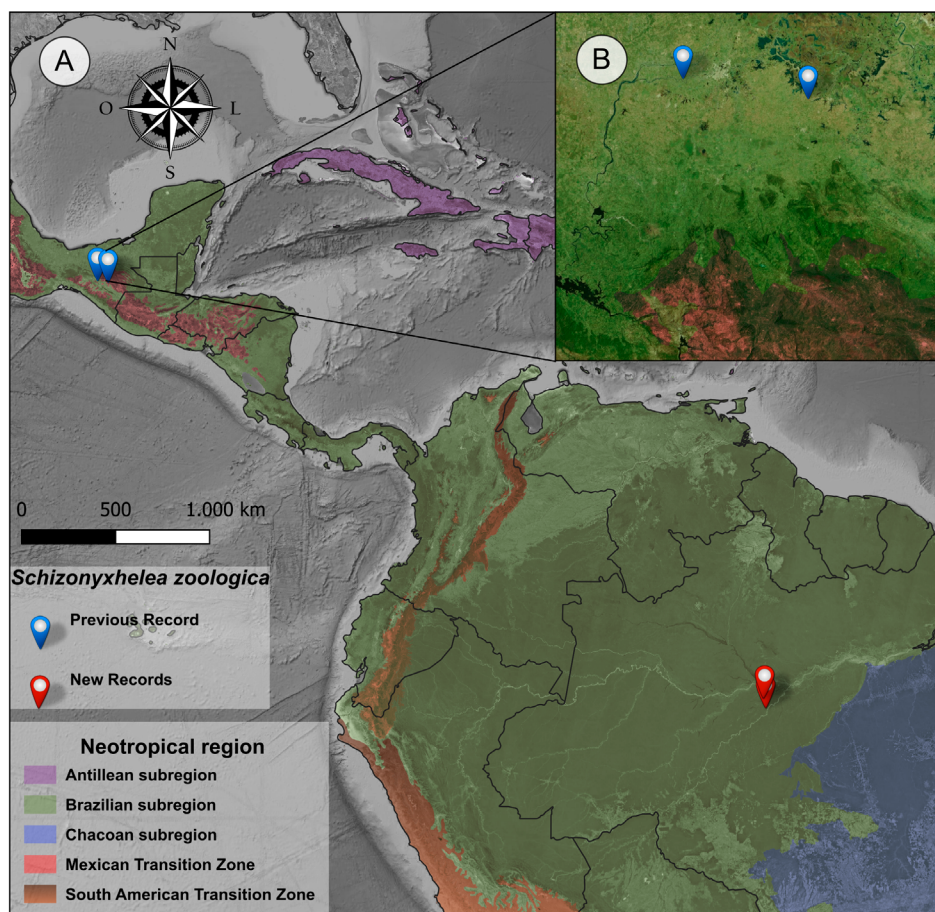 A
B
N
O L
S
0 500 1.000 km
Schizonyxhelea zoologica
Previous Record
New Records
Neotropical region
Antillean subregion
Brazilian subregion
Chacoan subregion
Mexican Transition Zone
South American Transition Zone